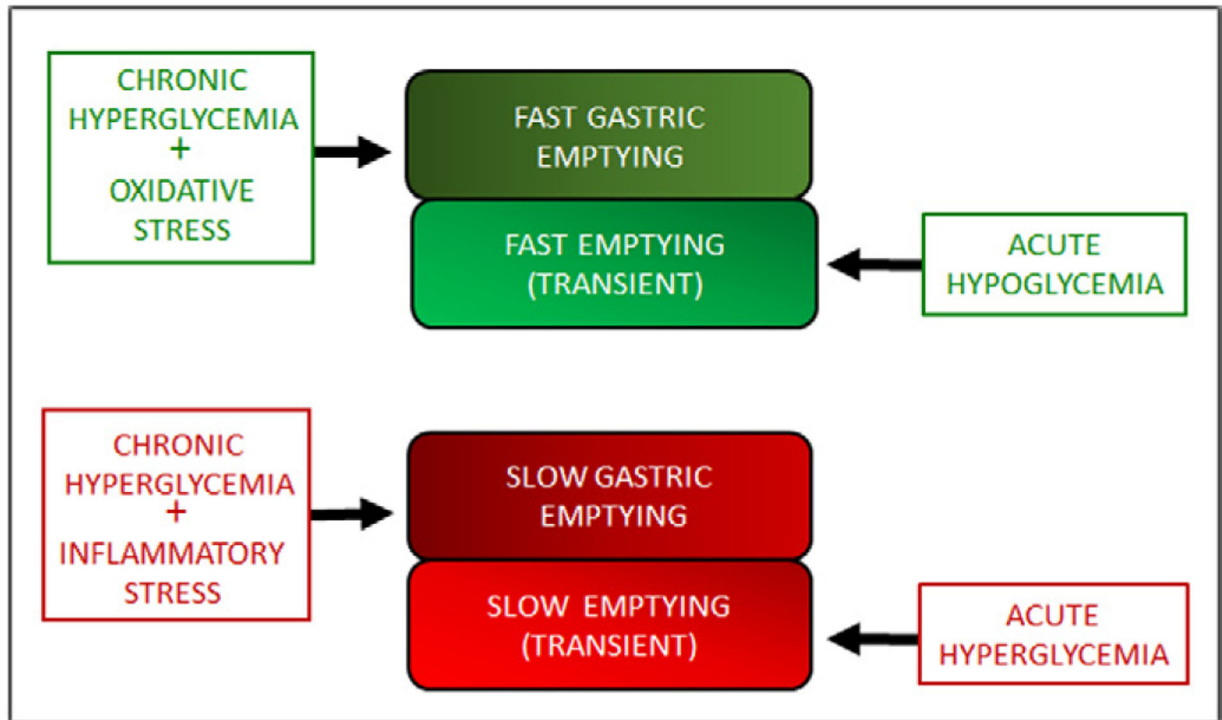 CHRONIC
HYPERGLYCEMIA
+
OXIDATIVE
STRESS
FAST GASTRIC
EMPTYING
FAST EMPTYING
(TRANSIENT)
ACUTE
HYPOGLYCEMIA
CHRONIC
HYPERGLYCEMIA
+
INFLAMMATORY
STRESS
SLOW GASTRIC
EMPTYING
SLOW EMPTYING
(TRANSIENT)
ACUTE
HYPERGLYCEMIA